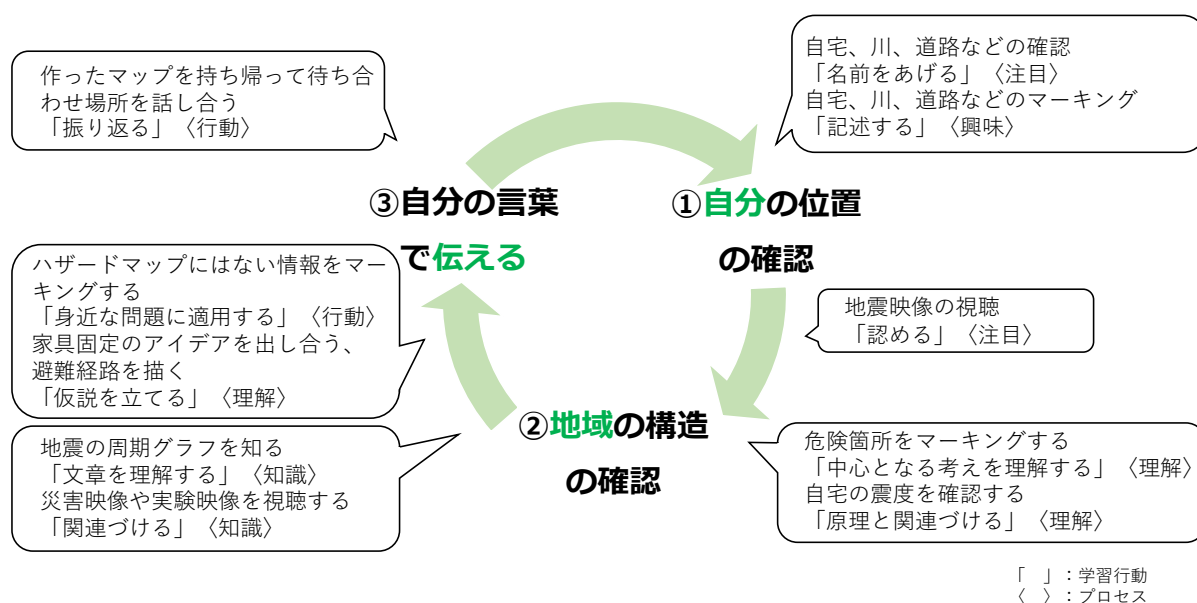 作ったマップを持ち帰って待ち合
わせ場所を話し合う
「振り返る」〈行動〉
自宅、川、道路などの確認
「名前をあげる」〈注目〉
自宅、川、道路などのマーキング
「記述する」〈興味〉
③自分の言葉
で伝える
①自分の位置
の確認
ハザードマップにはない情報をマー
キングする
「身近な問題に適用する」〈行動〉
家具固定のアイデアを出し合う、
避難経路を描く
「仮説を立てる」〈理解〉
地震映像の視聴
「認める」〈注目〉
②地域の構造
の確認
地震の周期グラフを知る
「文章を理解する」〈知識〉
災害映像や実験映像を視聴する
「関連づける」〈知識〉
危険箇所をマーキングする
「中心となる考えを理解する」〈理解〉
自宅の震度を確認する
「原理と関連づける」〈理解〉
「　」：学習行動
〈　〉：プロセス